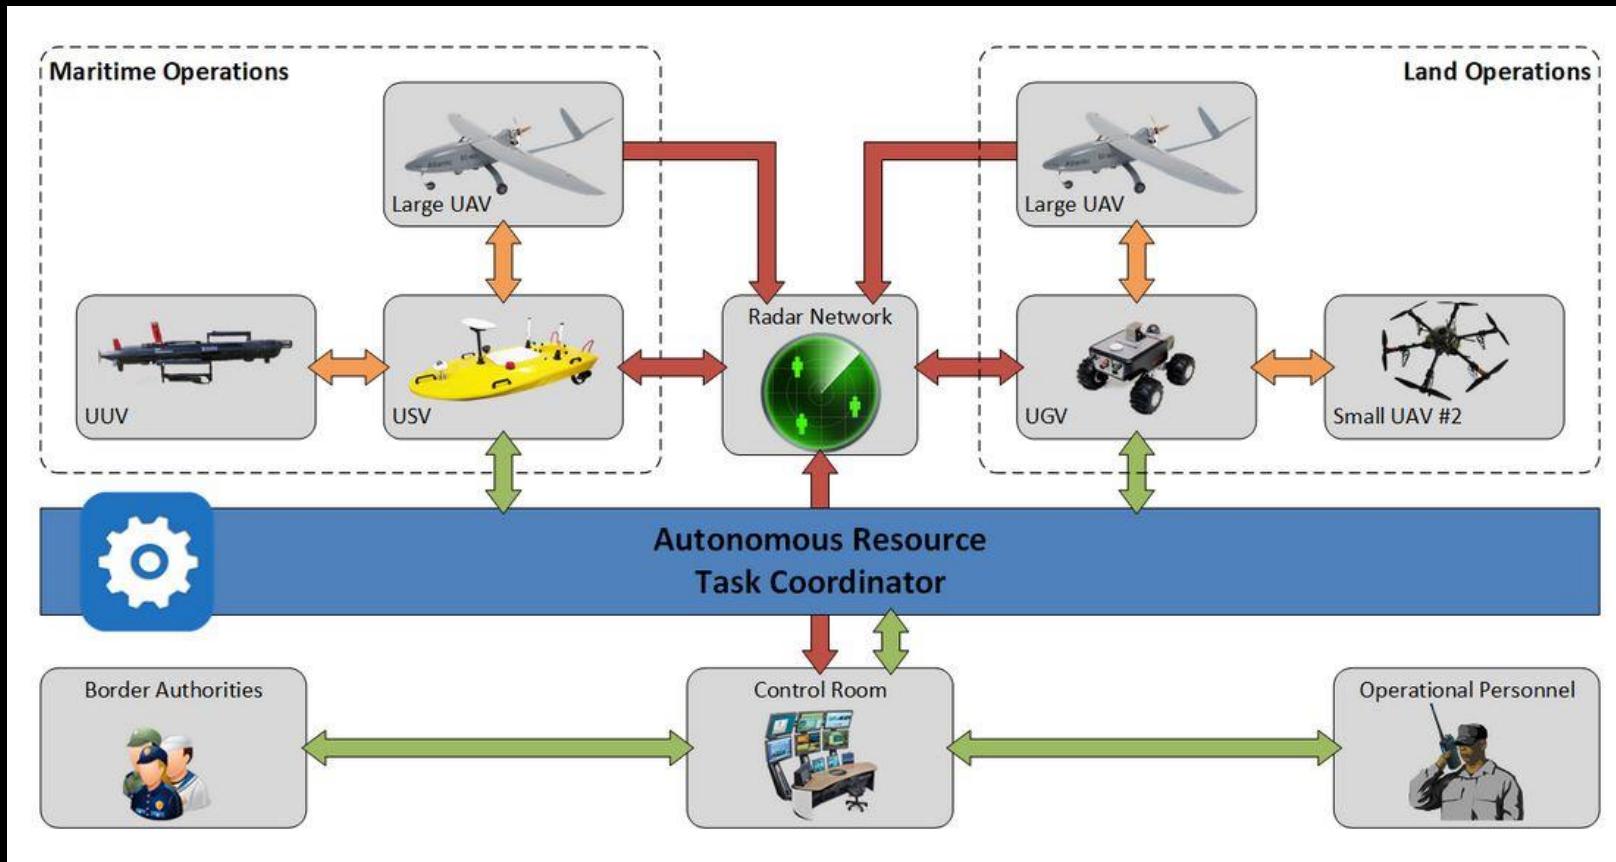 Maritime Operations
Land Operations
Large UAV
Large UAV
Radar Network
UUV
USV
UGV
Small UAV #2
Autonomous Resource
Task Coordinator
Border Authorities
Control Room
Operational Personnel